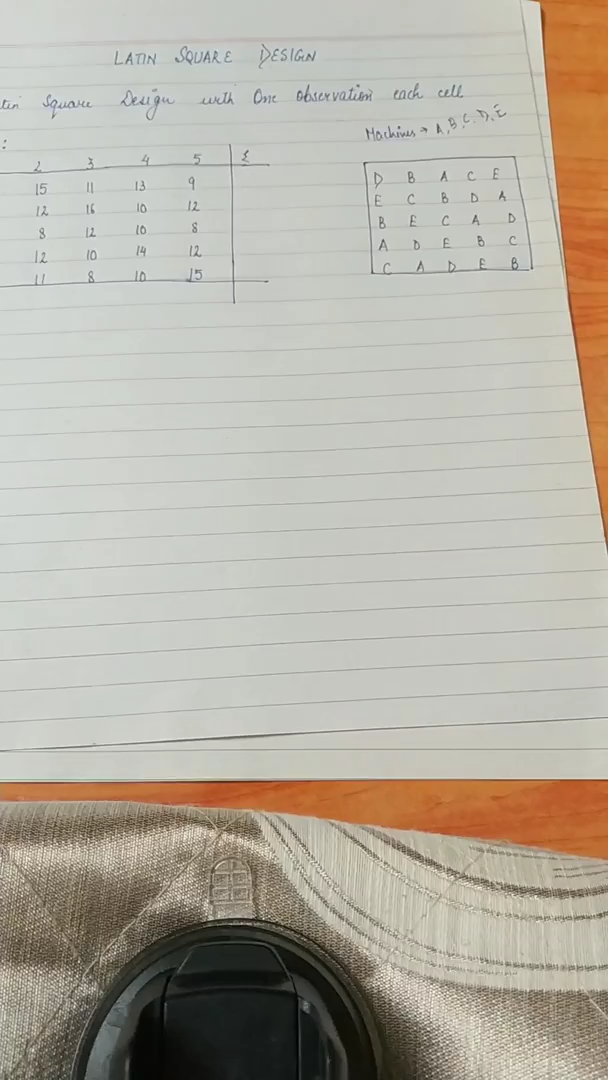 LATIN SQUARE DESIGN
tin Square Design with One observation each cell
:
Machines → A, B, C, D, E
2 3 4 5 Σ
15 11 13 9
12 16 10 12
8 12 10 8
12 10 14 12
11 8 10 15
D B A C E
E C B D A
B E C A D
A D E B C
C A D E B